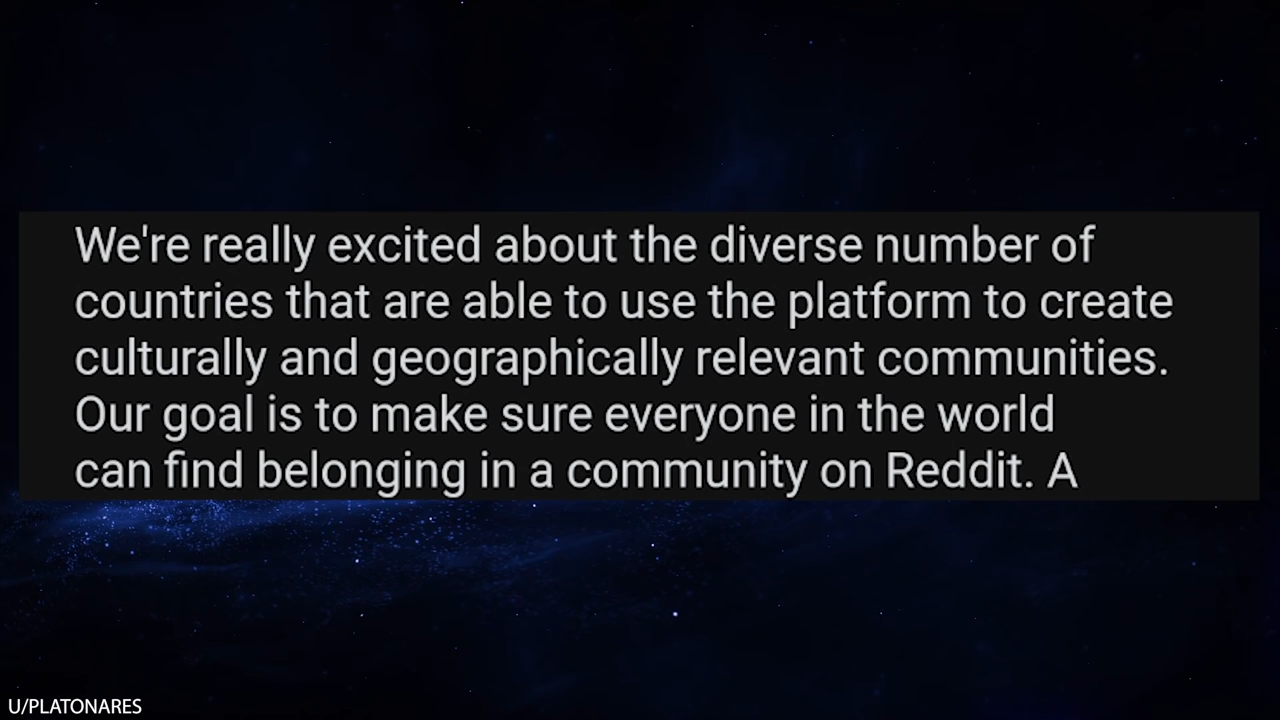 We're really excited about the diverse number of
countries that are able to use the platform to create
culturally and geographically relevant communities.
Our goal is to make sure everyone in the world
can find belonging in a community on Reddit. A
U/PLATONARES